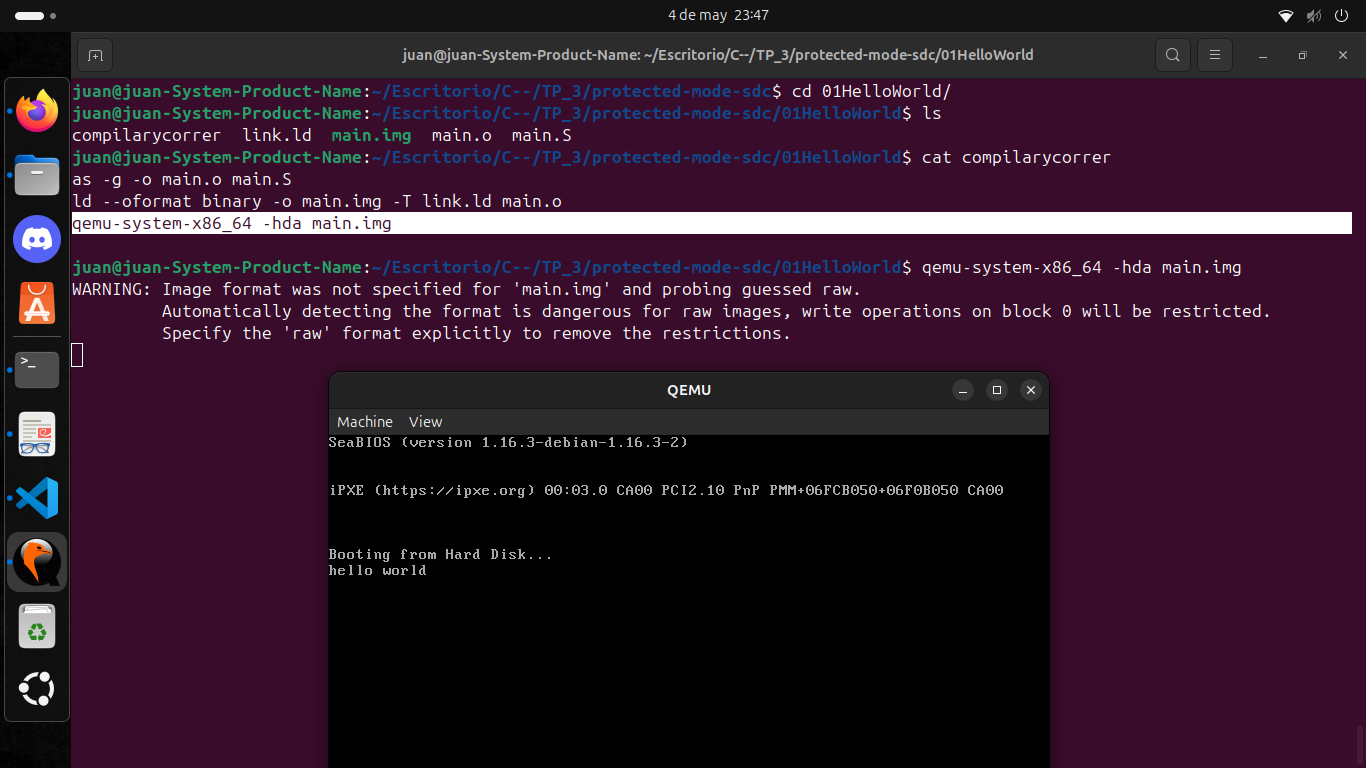 4 de may 23:47
juan@juan-System-Product-Name: ~/Escritorio/C--/TP_3/protected-mode-sdc/01HelloWorld
juan@juan-System-Product-Name:~/Escritorio/C--/TP_3/protected-mode-sdc$ cd 01HelloWorld/
juan@juan-System-Product-Name:~/Escritorio/C--/TP_3/protected-mode-sdc/01HelloWorld$ ls
compilarycorrer link.ld main.img main.o main.S
juan@juan-System-Product-Name:~/Escritorio/C--/TP_3/protected-mode-sdc/01HelloWorld$ cat compilarycorrer
as -g -o main.o main.S
ld --oformat binary -o main.img -T link.ld main.o
qemu-system-x86_64 -hda main.img
juan@juan-System-Product-Name:~/Escritorio/C--/TP_3/protected-mode-sdc/01HelloWorld$ qemu-system-x86_64 -hda main.img
WARNING: Image format was not specified for 'main.img' and probing guessed raw.
Automatically detecting the format is dangerous for raw images, write operations on block 0 will be restricted.
Specify the 'raw' format explicitly to remove the restrictions.
QEMU
Machine View
SeaBIOS (version 1.16.3-debian-1.16.3-2)
iPXE (https://ipxe.org) 00:03.0 CA00 PCI2.10 PnP PMM+06FCB050+06F0B050 CA00
Booting from Hard Disk...
hello world